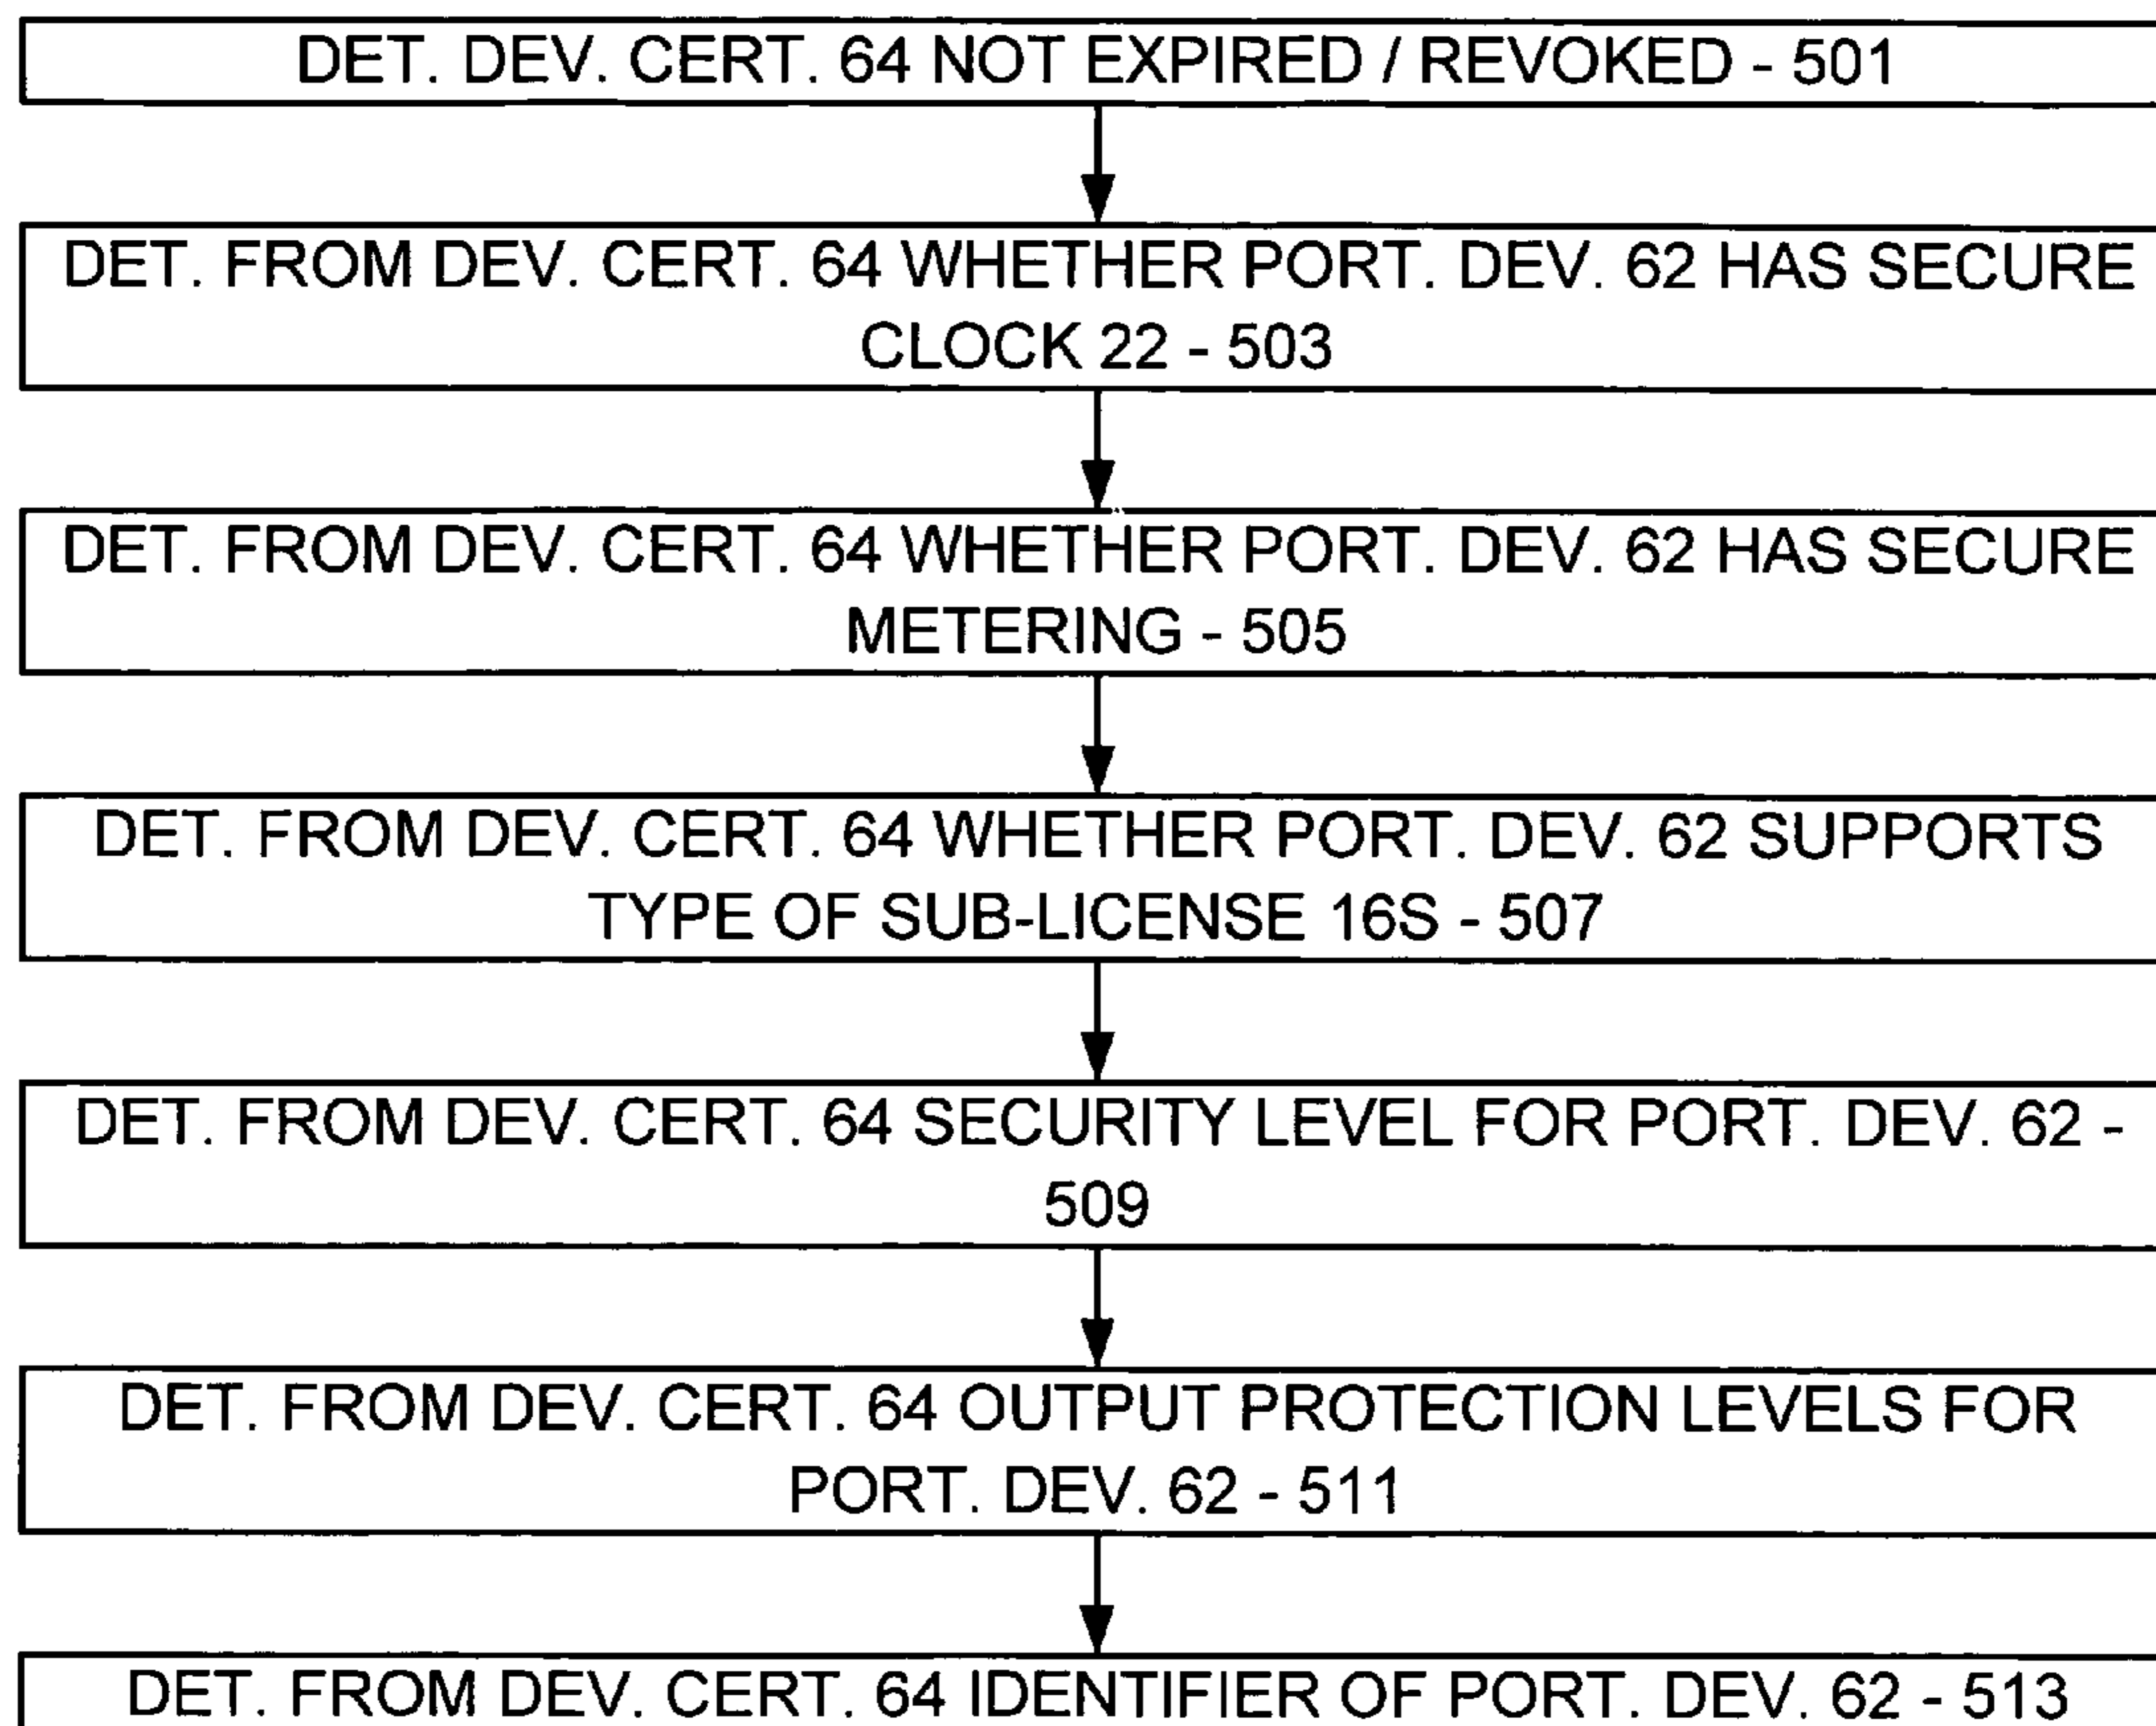 DET. DEV. CERT. 64 NOT EXPIRED / REVOKED - 501
DET. FROM DEV. CERT. 64 WHETHER PORT. DEV. 62 HAS SECURE
CLOCK 22 - 503
DET. FROM DEV. CERT. 64 WHETHER PORT. DEV. 62 HAS SECURE
METERING - 505
DET. FROM DEV. CERT. 64 WHETHER PORT. DEV. 62 SUPPORTS
TYPE OF SUB-LICENSE 16S - 507
DET. FROM DEV. CERT. 64 SECURITY LEVEL FOR PORT. DEV. 62 -
509
DET. FROM DEV. CERT. 64 OUTPUT PROTECTION LEVELS FOR
PORT. DEV. 62 - 511
DET. FROM DEV. CERT. 64 IDENTIFIER OF PORT. DEV. 62 - 513